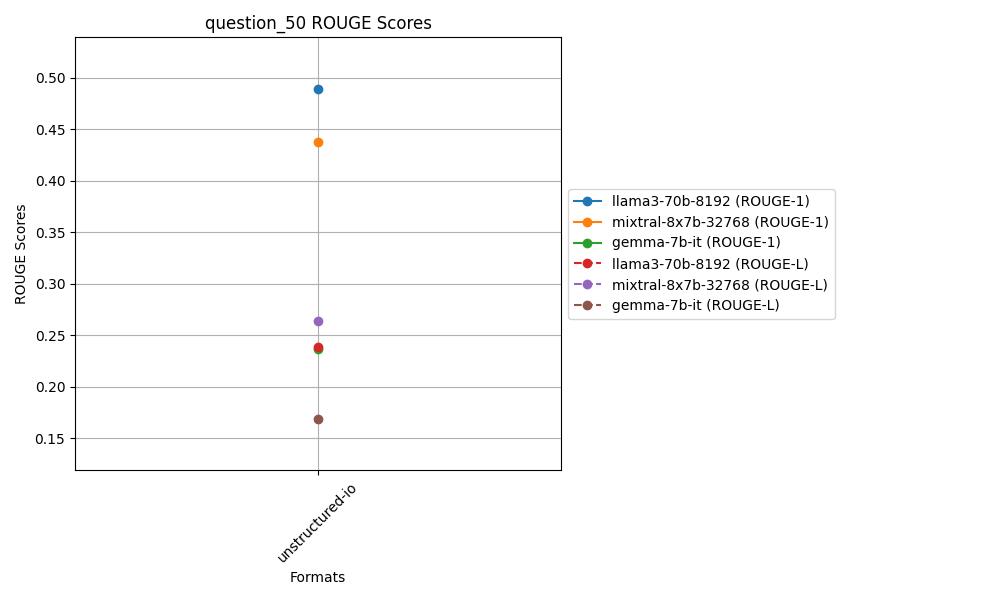 question_50 ROUGE Scores
ROUGE Scores
0.50
0.45
0.40
0.35
0.30
0.25
0.20
0.15
unstructured-io
Formats
llama3-70b-8192 (ROUGE-1)
mixtral-8x7b-32768 (ROUGE-1)
gemma-7b-it (ROUGE-1)
llama3-70b-8192 (ROUGE-L)
mixtral-8x7b-32768 (ROUGE-L)
gemma-7b-it (ROUGE-L)